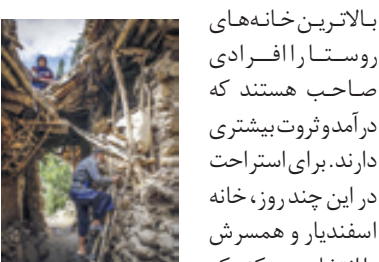 بالاترین خانه‌های
روستا را افرادی
صاحب هستند که
درآمد و ثروت بیشتری
دارند. برای استراحت
در این چند روز، خانه
اسفندیار و همسرش